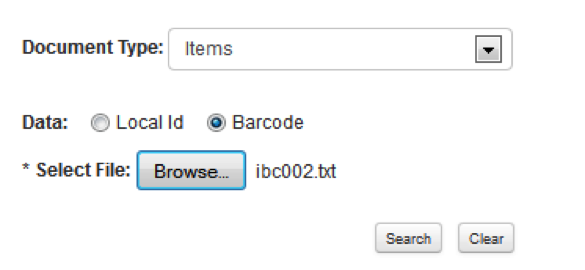 Document Type: Items
Data: Local Id Barcode
* Select File: Browse... ibc002.txt
Search Clear